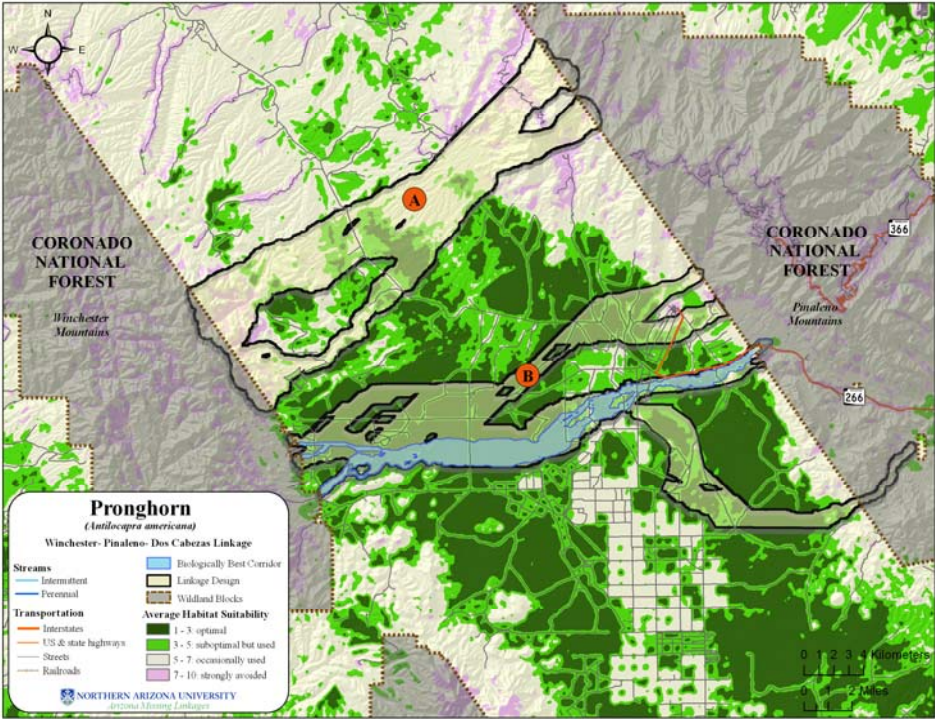 N
W E
S
CORONADO
NATIONAL
FOREST
Winchester
Mountains
A
CORONADO
NATIONAL
FOREST
366
Pinaleno
Mountains
B
266
Pronghorn
(Antilocapra americana)
Winchester- Pinaleno- Dos Cabezas Linkage
Streams
Intermittent
Perennial
Transportation
Interstates
US & state highways
Streets
Railroads
Biologically Best Corridor
Linkage Design
Wildland Blocks
Average Habitat Suitability
1 - 3: optimal
3 - 5: suboptimal but used
5 - 7: occasionally used
7 - 10: strongly avoided
NORTHERN ARIZONA UNIVERSITY
Arizona Missing Linkages
0 1 2 3 4 Kilometers
0 1 2 Miles